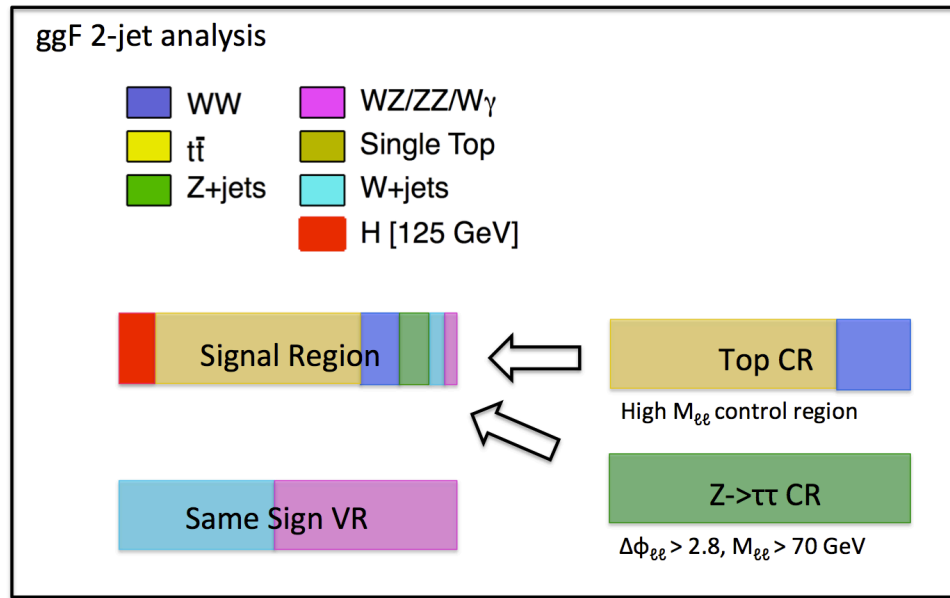 ggF 2-jet analysis
WW
WZ/ZZ/Wγ
tt̄
Single Top
Z+jets
W+jets
H [125 GeV]
Signal Region
Top CR
High Mℓℓ control region
Same Sign VR
Z->ττ CR
Δϕℓℓ > 2.8, Mℓℓ > 70 GeV